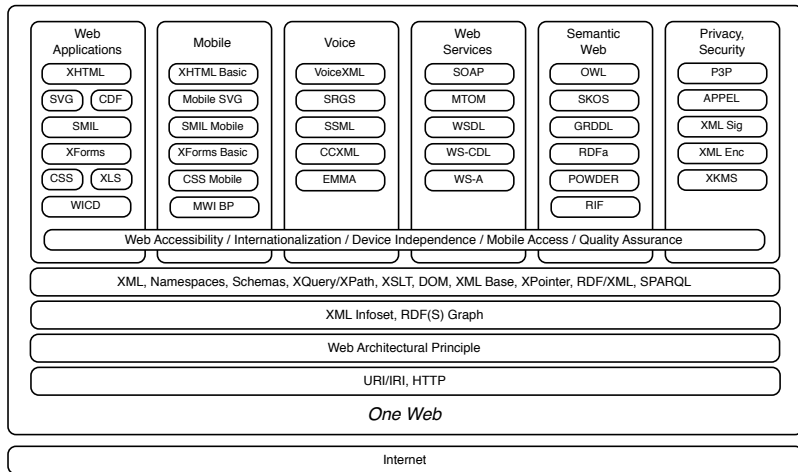 Web
Applications
XHTML
SVG CDF
SMIL
XForms
CSS XLS
WICD
Mobile
XHTML Basic
Mobile SVG
SMIL Mobile
XForms Basic
CSS Mobile
MWI BP
Voice
VoiceXML
SRGS
SSML
CCXML
EMMA
Web
Services
SOAP
MTOM
WSDL
WS-CDL
WS-A
Semantic
Web
OWL
SKOS
GRDDL
RDFa
POWDER
RIF
Privacy,
Security
P3P
APPEL
XML Sig
XML Enc
XKMS
Web Accessibility / Internationalization / Device Independence / Mobile Access / Quality Assurance
XML, Namespaces, Schemas, XQuery/XPath, XSLT, DOM, XML Base, XPointer, RDF/XML, SPARQL
XML Infoset, RDF(S) Graph
Web Architectural Principle
URI/IRI, HTTP
One Web
Internet